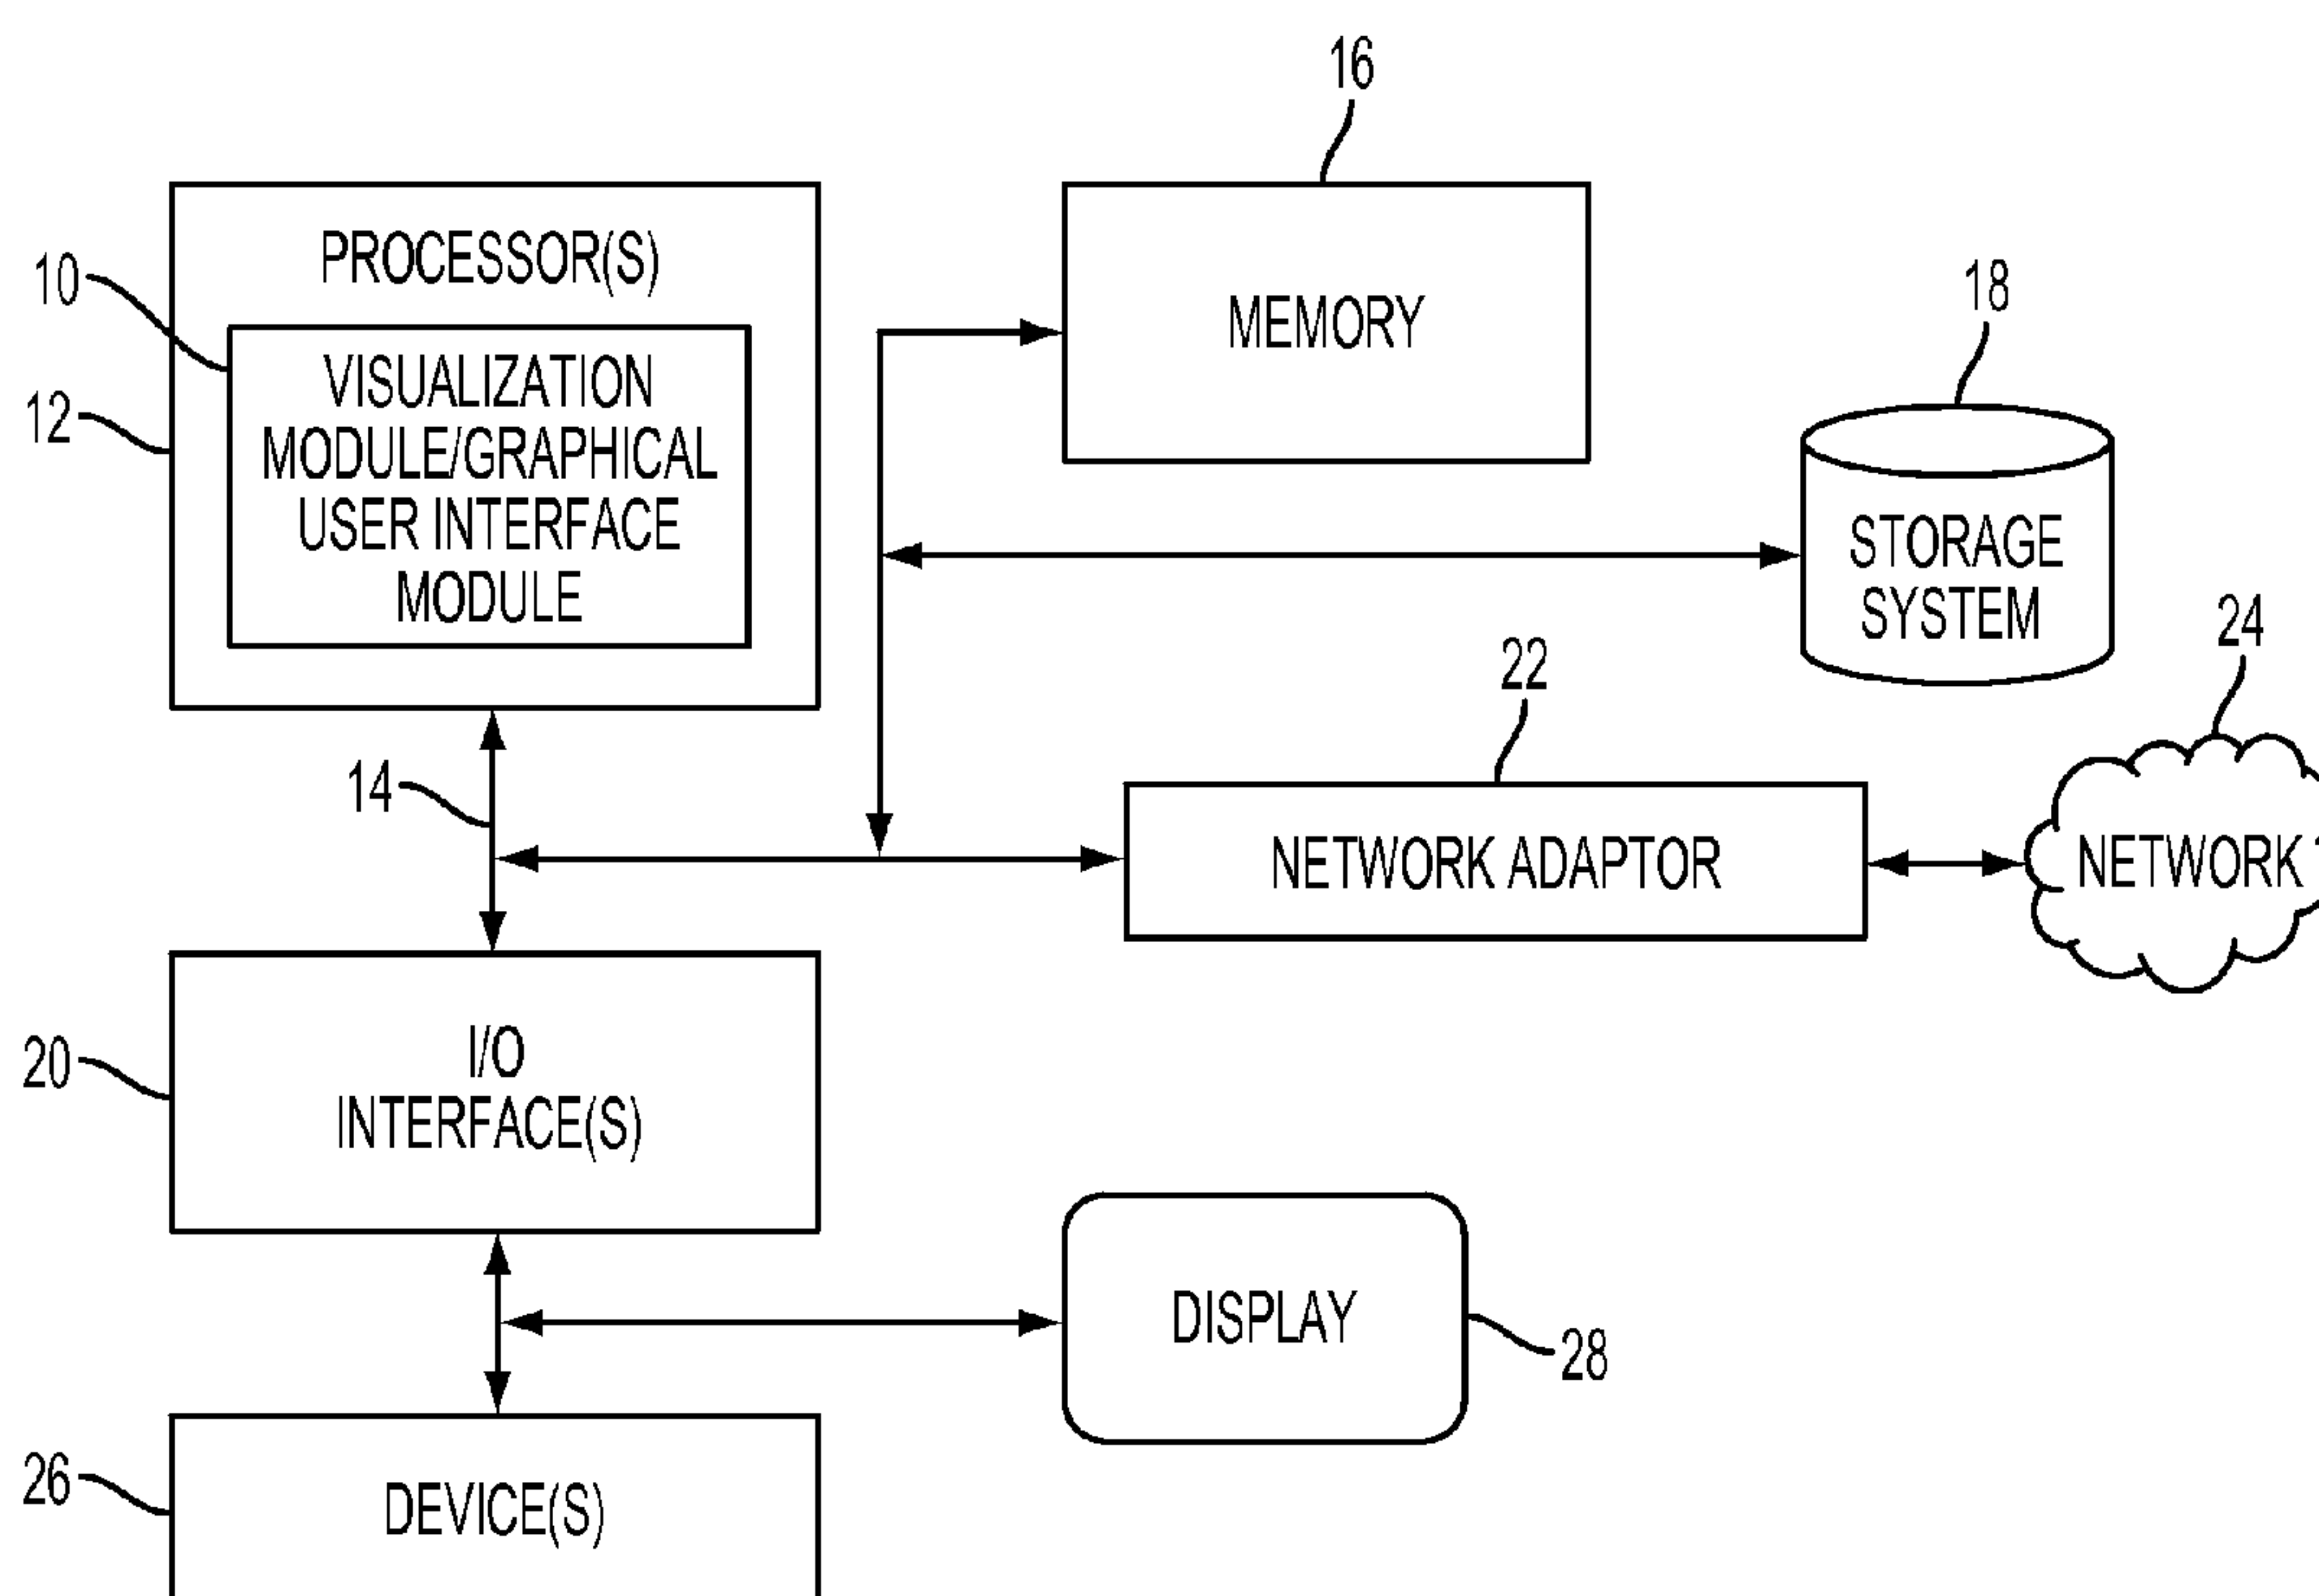 16
PROCESSOR(S)
10
VISUALIZATION
MODULE/GRAPHICAL
USER INTERFACE
MODULE
12
MEMORY
18
STORAGE
SYSTEM
24
22
14
NETWORK ADAPTOR
NETWORK
20
I/O
INTERFACE(S)
DISPLAY
28
26
DEVICE(S)